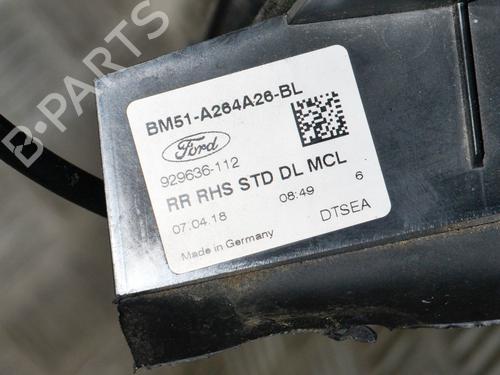 B-PARTS
BM51-A264A26-BL
Ford
929636-112
RR RHS STD DL MCL
07.04.18 08:49 6
DTSEA
Made in Germany